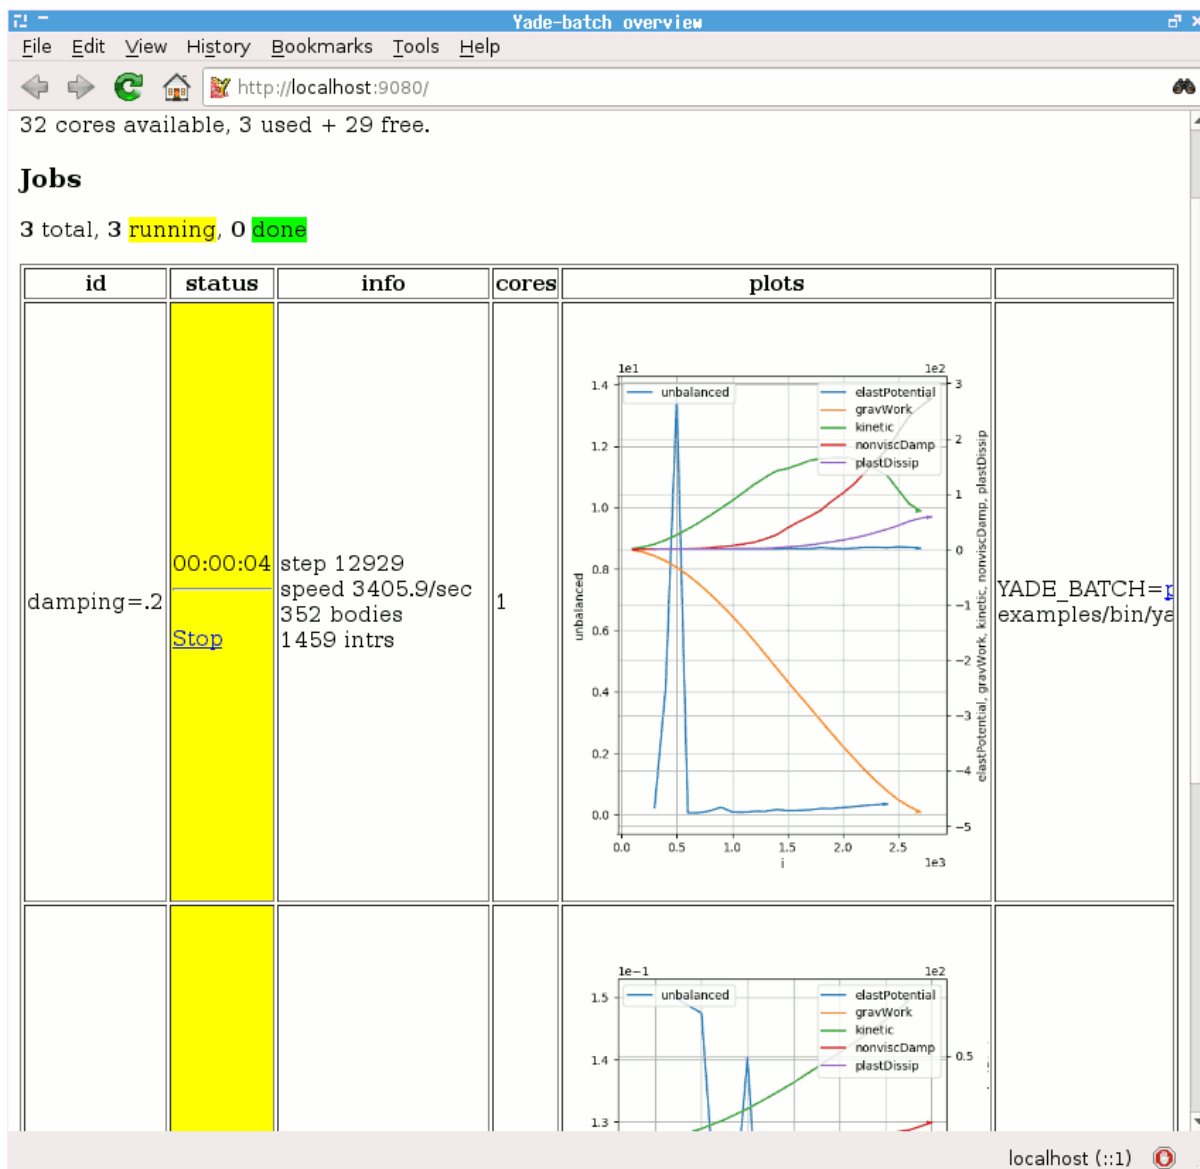 Yade-batch overview
File Edit View History Bookmarks Tools Help
http://localhost:9080/
32 cores available, 3 used + 29 free.
Jobs
3 total, 3 running, 0 done
id status info cores plots
damping=.2
00:00:04
Stop
step 12929
speed 3405.9/sec
352 bodies
1459 intrs
1
1e1 1e2
unbalanced
elastPotential
gravWork
kinetic
nonviscDamp
plastDissip
1.4
1.2
1.0
0.8
0.6
0.4
0.2
0.0
unbalanced
3
2
1
0
−1
−2
−3
−4
−5
elastPotential, gravWork, kinetic, nonviscDamp, plastDissip
0.0 0.5 1.0 1.5 2.0 2.5
i
1e3
YADE_BATCH=p
examples/bin/ya
1e−1 1e2
unbalanced
elastPotential
gravWork
kinetic
nonviscDamp
plastDissip
1.5
1.4
1.3
0.5
localhost (::1)